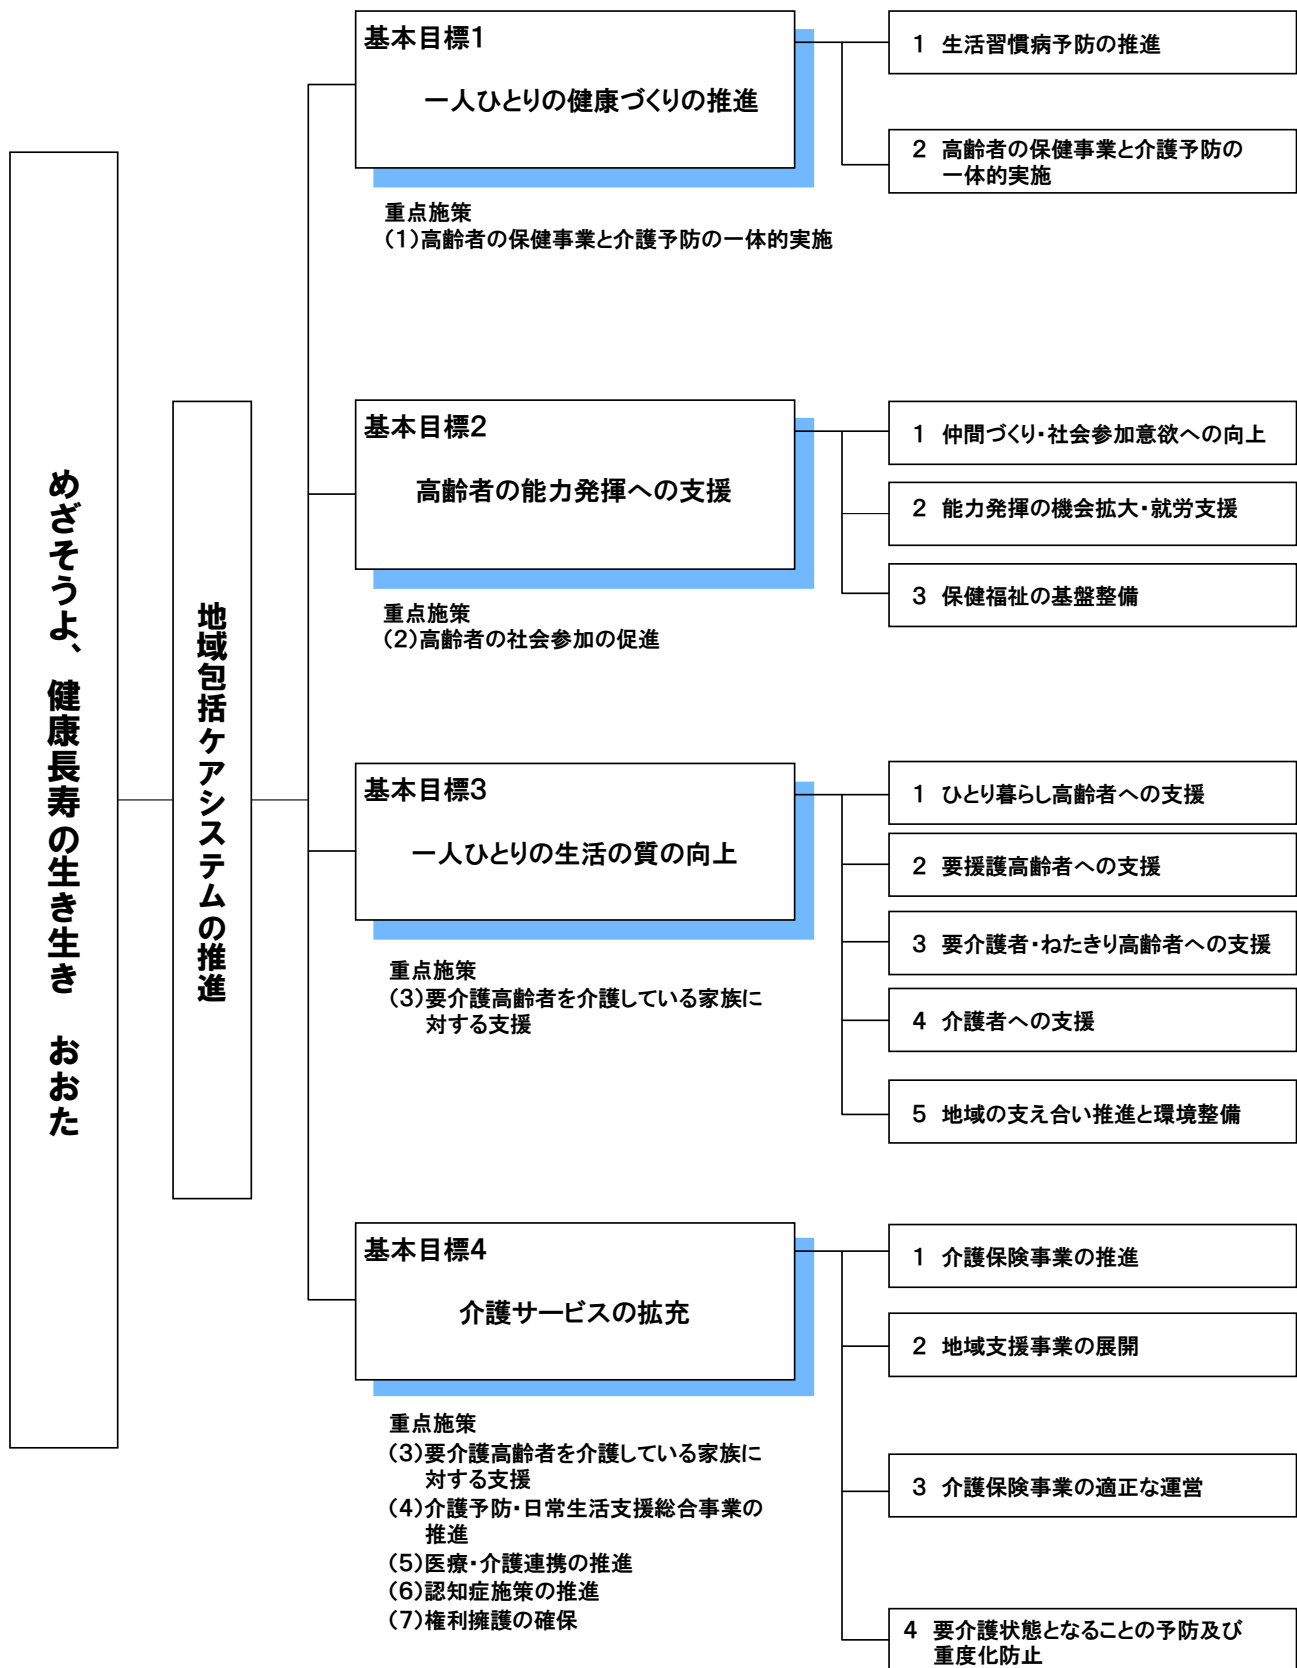 めざそうよ、健康長寿の生き生き　おおた
地域包括ケアシステムの推進
基本目標1
一人ひとりの健康づくりの推進
重点施策
(1)高齢者の保健事業と介護予防の一体的実施
1 生活習慣病予防の推進
2 高齢者の保健事業と介護予防の
一体的実施
基本目標2
高齢者の能力発揮への支援
重点施策
(2)高齢者の社会参加の促進
1 仲間づくり・社会参加意欲への向上
2 能力発揮の機会拡大・就労支援
3 保健福祉の基盤整備
基本目標3
一人ひとりの生活の質の向上
重点施策
(3)要介護高齢者を介護している家族に
対する支援
1 ひとり暮らし高齢者への支援
2 要援護高齢者への支援
3 要介護者・ねたきり高齢者への支援
4 介護者への支援
5 地域の支え合い推進と環境整備
基本目標4
介護サービスの拡充
重点施策
(3)要介護高齢者を介護している家族に
対する支援
(4)介護予防・日常生活支援総合事業の
推進
(5)医療・介護連携の推進
(6)認知症施策の推進
(7)権利擁護の確保
1 介護保険事業の推進
2 地域支援事業の展開
3 介護保険事業の適正な運営
4 要介護状態となることの予防及び
重度化防止